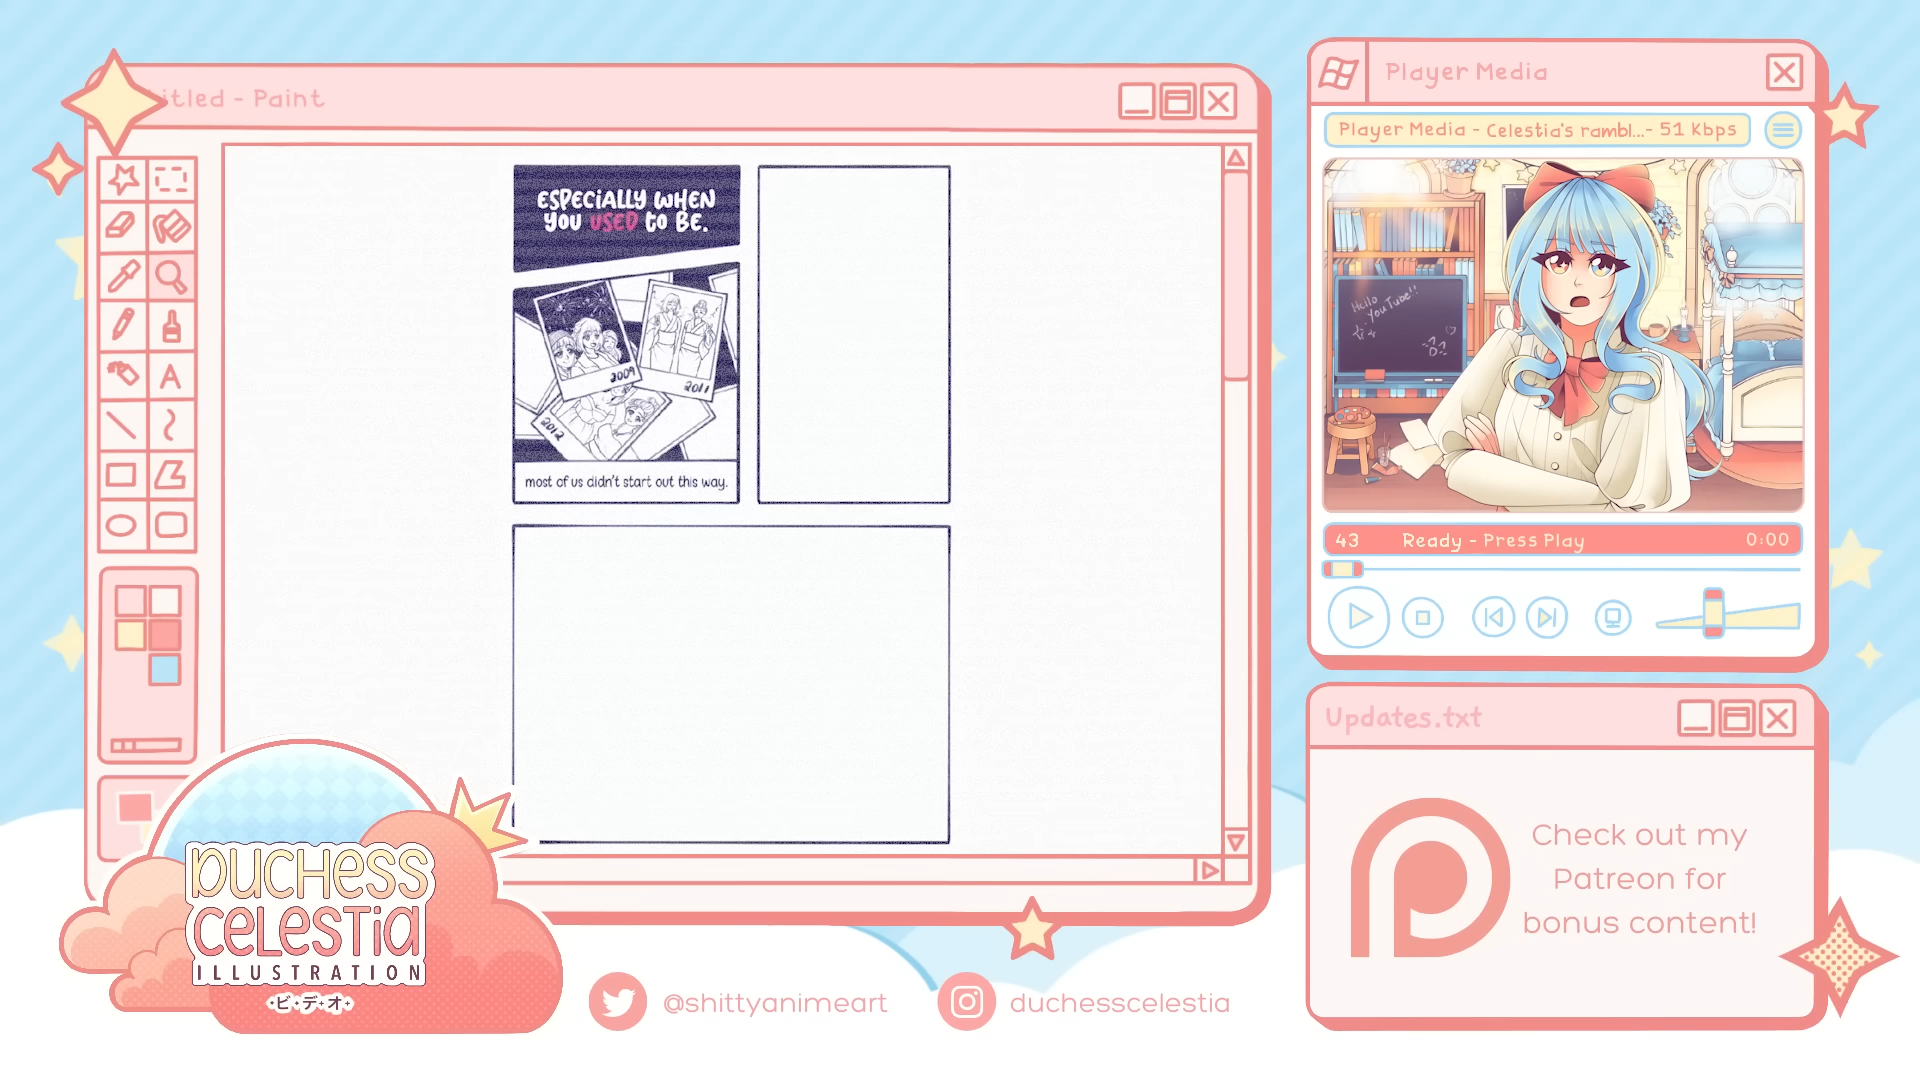 titled - Paint
ESPECIALLY WHEN
YOU USED TO BE.
2009
2011
2012
most of us didn't start out this way.
A
Player Media
Player Media - Celestia's rambl...- 51 Kbps
Hello
YouTube!!
43 Ready - Press Play 0:00
Updates.txt
Check out my
Patreon for
bonus content!
DUCHESS
CELESTIA
ILLUSTRATION
・ビ・デ・オ・
@shittyanimeart
duchesscelestia